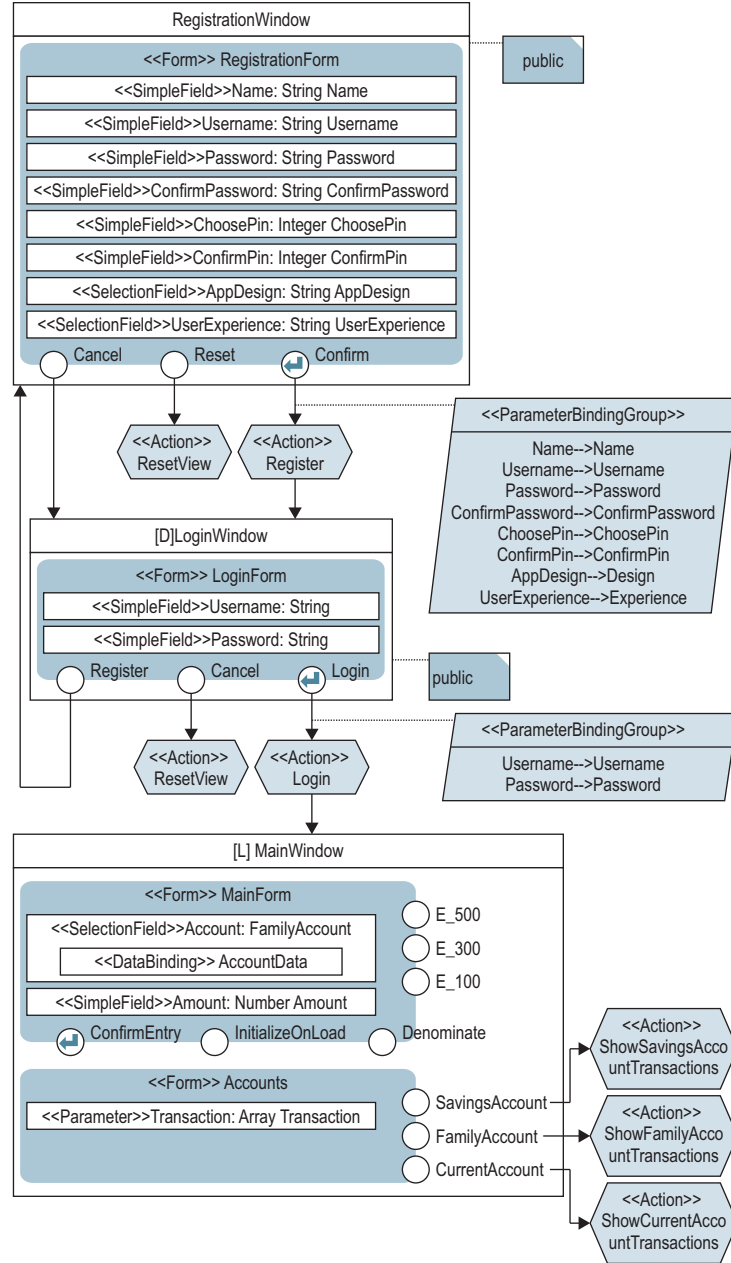 RegistrationWindow
<<Form>> RegistrationForm
public
<<SimpleField>>Name: String Name
<<SimpleField>>Username: String Username
<<SimpleField>>Password: String Password
<<SimpleField>>ConfirmPassword: String ConfirmPassword
<<SimpleField>>ChoosePin: Integer ChoosePin
<<SimpleField>>ConfirmPin: Integer ConfirmPin
<<SelectionField>>AppDesign: String AppDesign
<<SelectionField>>UserExperience: String UserExperience
Cancel
Reset
Confirm
<<Action>>
ResetView
<<Action>>
Register
<<ParameterBindingGroup>>
Name-->Name
Username-->Username
Password-->Password
ConfirmPassword-->ConfirmPassword
ChoosePin-->ChoosePin
ConfirmPin-->ConfirmPin
AppDesign-->Design
UserExperience-->Experience
[D]LoginWindow
<<Form>> LoginForm
<<SimpleField>>Username: String
<<SimpleField>>Password: String
Register
Cancel
Login
public
<<Action>>
ResetView
<<Action>>
Login
<<ParameterBindingGroup>>
Username-->Username
Password-->Password
[L] MainWindow
<<Form>> MainForm
<<SelectionField>>Account: FamilyAccount
<<DataBinding>> AccountData
<<SimpleField>>Amount: Number Amount
E_500
E_300
E_100
ConfirmEntry
InitializeOnLoad
Denominate
<<Form>> Accounts
<<Parameter>>Transaction: Array Transaction
SavingsAccount
FamilyAccount
CurrentAccount
<<Action>>
ShowSavingsAcco
untTransactions
<<Action>>
ShowFamilyAcco
untTransactions
<<Action>>
ShowCurrentAcco
untTransactions